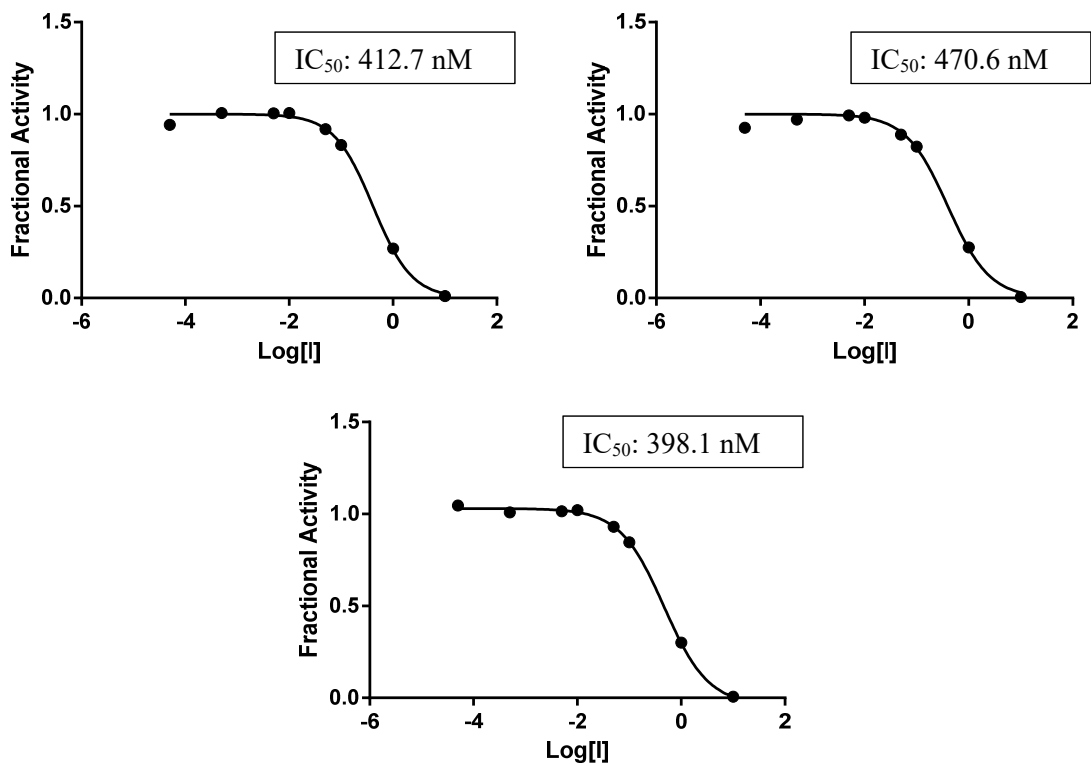 IC₅₀: 412.7 nM
Fractional Activity
1.5
1.0
0.5
0.0
-6 -4 -2 0 2
Log[I]
IC₅₀: 470.6 nM
Fractional Activity
1.5
1.0
0.5
0.0
-6 -4 -2 0 2
Log[I]
IC₅₀: 398.1 nM
Fractional Activity
1.5
1.0
0.5
0.0
-6 -4 -2 0 2
Log[I]